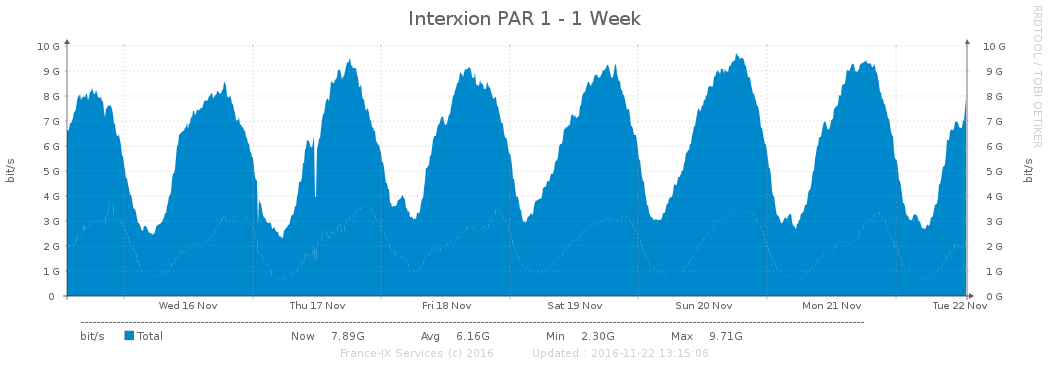 Interxion PAR 1 - 1 Week
RRDTOOL / TOBI OETIKER
bit/s
10 G 10 G
9 G 9 G
8 G 8 G
7 G 7 G
6 G 6 G
5 G 5 G
4 G 4 G
3 G 3 G
2 G 2 G
1 G 1 G
0 0 G
bit/s
Wed 16 Nov Thu 17 Nov Fri 18 Nov Sat 19 Nov Sun 20 Nov Mon 21 Nov Tue 22 Nov
bit/s Total Now 7.89G Avg 6.16G Min 2.30G Max 9.71G
France-IX Services (c) 2016 Updated : 2016-11-22 13:15:06